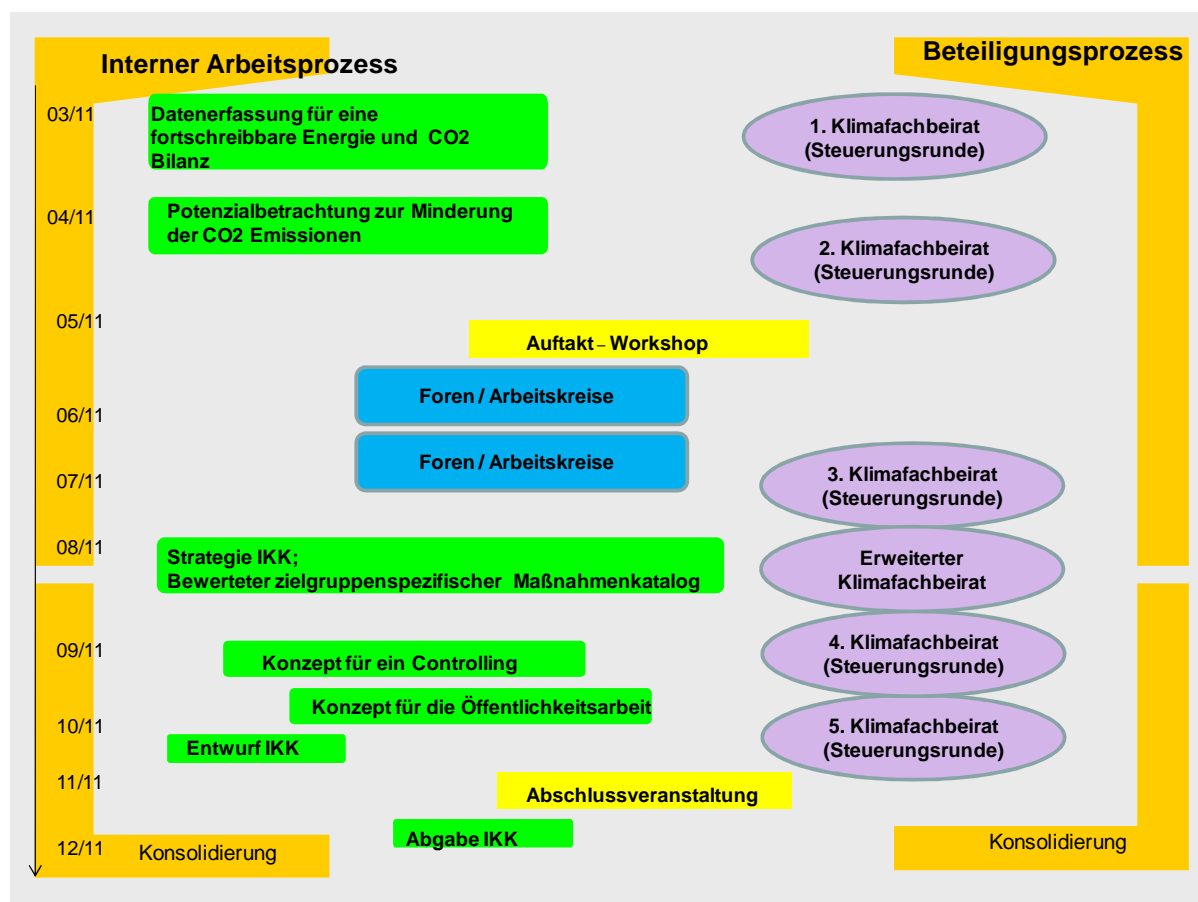 Interner Arbeitsprozess
Beteiligungsprozess
03/11
Datenerfassung für eine
fortschreibbare Energie und CO2
Bilanz
1. Klimafachbeirat
(Steuerungsrunde)
04/11
Potenzialbetrachtung zur Minderung
der CO2 Emissionen
2. Klimafachbeirat
(Steuerungsrunde)
05/11
Auftakt – Workshop
Foren / Arbeitskreise
06/11
Foren / Arbeitskreise
07/11
3. Klimafachbeirat
(Steuerungsrunde)
08/11
Strategie IKK;
Bewerteter zielgruppenspezifischer Maßnahmenkatalog
Erweiterter
Klimafachbeirat
09/11
Konzept für ein Controlling
4. Klimafachbeirat
(Steuerungsrunde)
Konzept für die Öffentlichkeitsarbeit
10/11
Entwurf IKK
5. Klimafachbeirat
(Steuerungsrunde)
11/11
Abschlussveranstaltung
Abgabe IKK
12/11
Konsolidierung
Konsolidierung